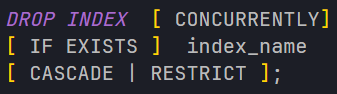 DROP INDEX [ CONCURRENTLY]
[ IF EXISTS ] index_name
[ CASCADE | RESTRICT ];